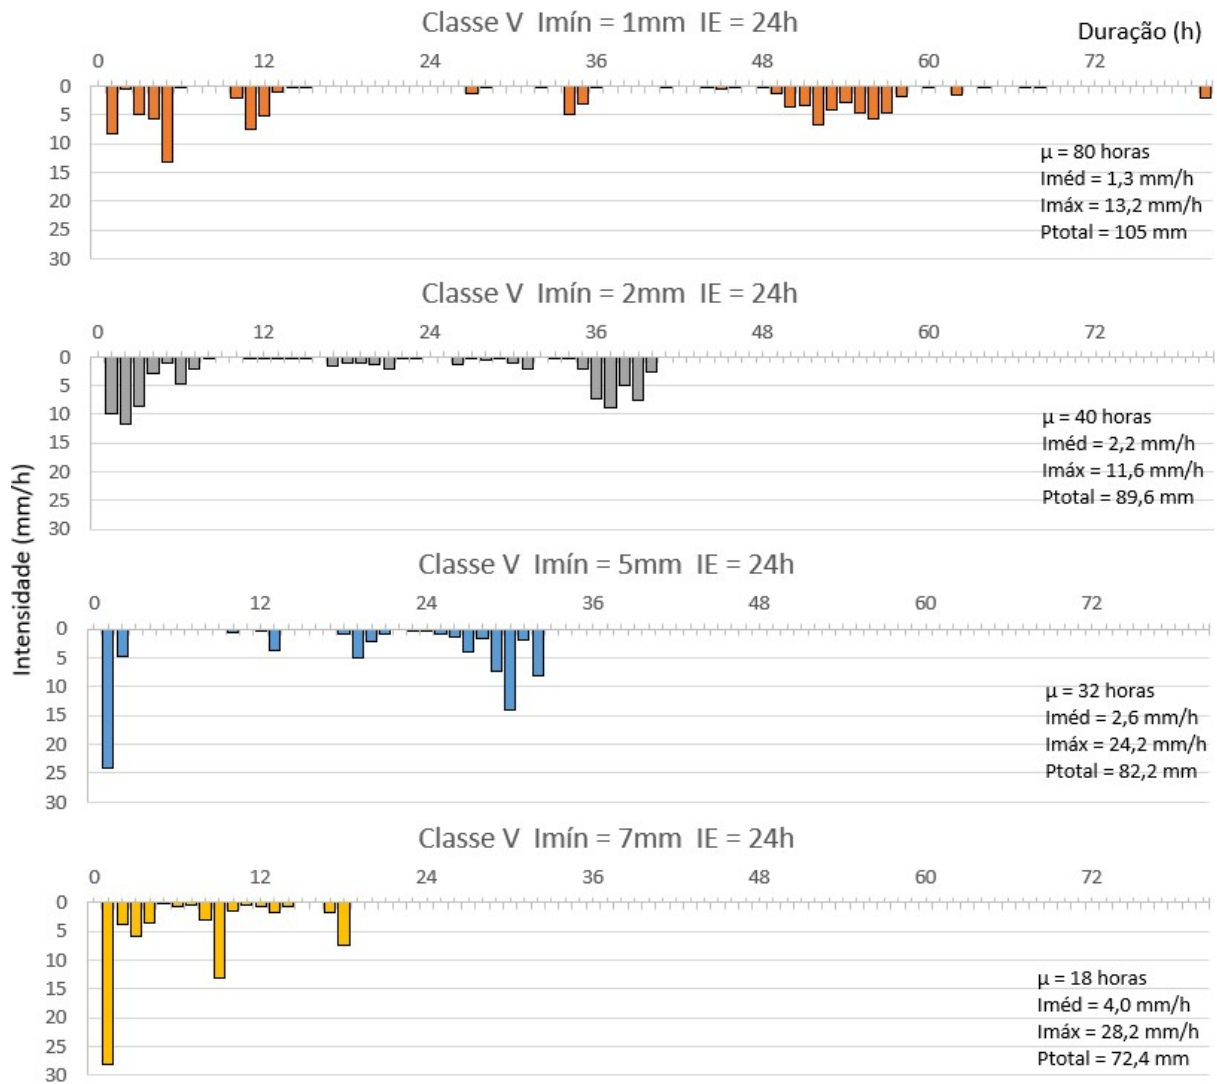 Classe V Imín = 1mm IE = 24h
Duração (h)
0 12 24 36 48 60 72
0
5
10
15
20
25
30
μ = 80 horas
Iméd = 1,3 mm/h
Imáx = 13,2 mm/h
Ptotal = 105 mm
Classe V Imín = 2mm IE = 24h
0 12 24 36 48 60 72
0
5
10
15
20
25
30
μ = 40 horas
Iméd = 2,2 mm/h
Imáx = 11,6 mm/h
Ptotal = 89,6 mm
Intensidade (mm/h)
Classe V Imín = 5mm IE = 24h
0 12 24 36 48 60 72
0
5
10
15
20
25
30
μ = 32 horas
Iméd = 2,6 mm/h
Imáx = 24,2 mm/h
Ptotal = 82,2 mm
Classe V Imín = 7mm IE = 24h
0 12 24 36 48 60 72
0
5
10
15
20
25
30
μ = 18 horas
Iméd = 4,0 mm/h
Imáx = 28,2 mm/h
Ptotal = 72,4 mm